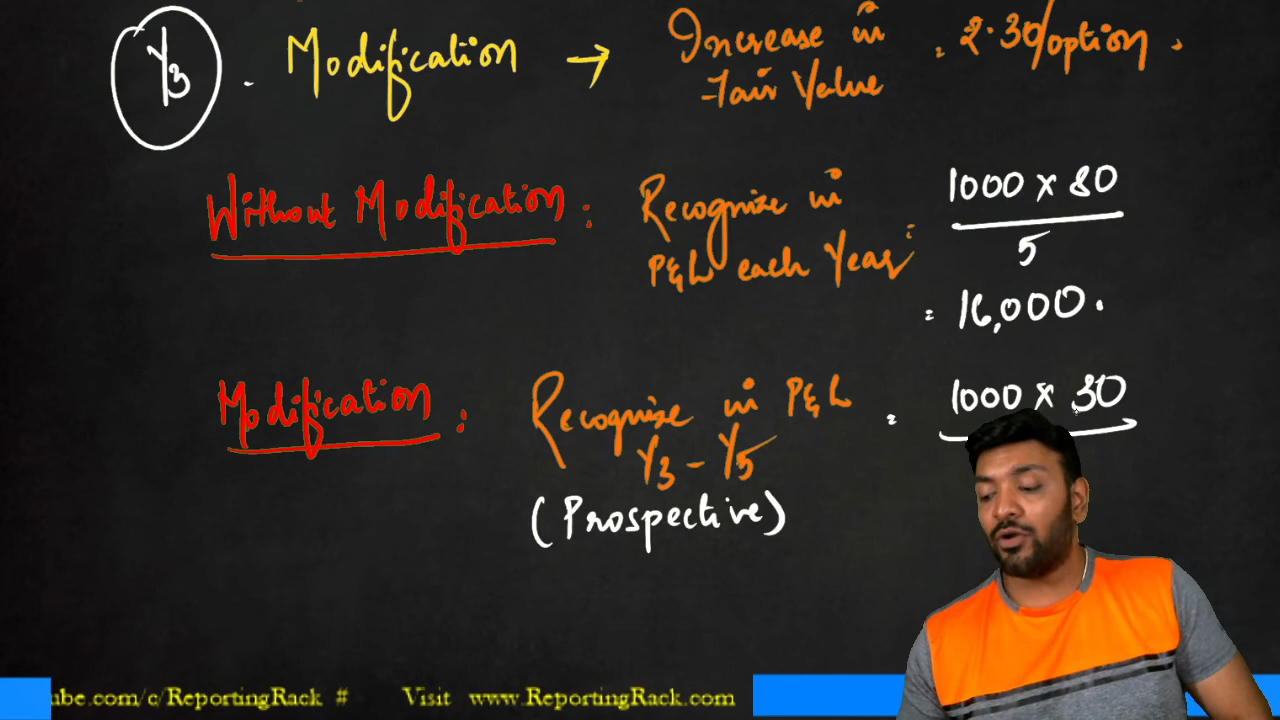 Y3 . Modification → Increase in Fair Value = 2.30/option .
Without Modification : Recognize in P&L each Year : 1000 x 80
5
= 16,000.
Modification : Recognize in P&L = 1000 x 30
Y3 - Y5
(Prospective)
ube.com/c/ReportingRack # Visit www.ReportingRack.com